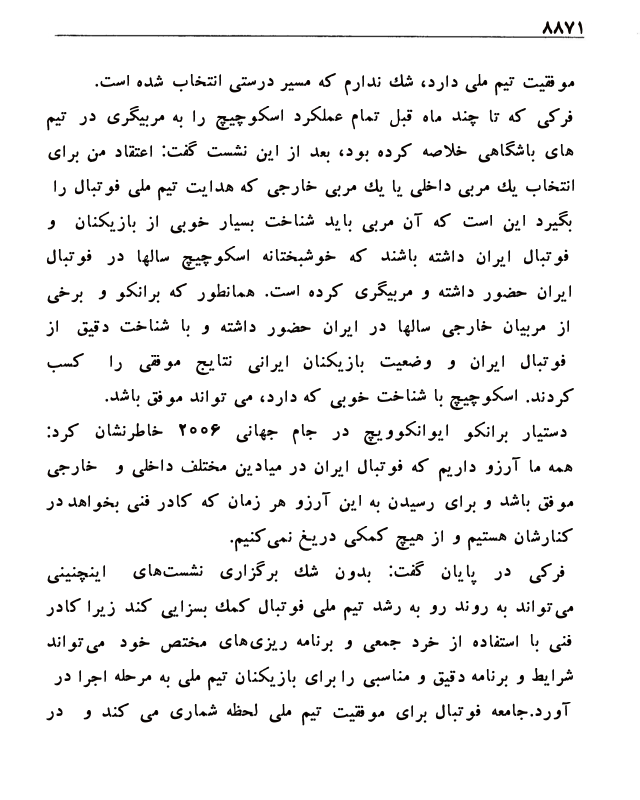 ۸۸۷۱
موفقیت تیم ملی دارد، شك ندارم که مسیر درستی انتخاب شده است.
فرکی که تا چند ماه قبل تمام عملکرد اسکوچیچ را به مربیگری در تیم
های باشگاهی خلاصه کرده بود، بعد از این نشست گفت: اعتقاد من برای
انتخاب یك مربی داخلی یا یك مربی خارجی که هدایت تیم ملی فوتبال را
بگیرد این است که آن مربی باید شناخت بسیار خوبی از بازیکنان و
فوتبال ایران داشته باشند که خوشبختانه اسکوچیچ سالها در فوتبال
ایران حضور داشته و مربیگری کرده است. همانطور که برانکو و برخی
از مربیان خارجی سالها در ایران حضور داشته و با شناخت دقیق از
فوتبال ایران و وضعیت بازیکنان ایرانی نتایج موفقی را کسب
کردند. اسکوچیچ با شناخت خوبی که دارد، می تواند موفق باشد.
دستیار برانکو ایوانکوویچ در جام جهانی ۲۰۰۶ خاطرنشان کرد:
همه ما آرزو داریم که فوتبال ایران در میادین مختلف داخلی و خارجی
موفق باشد و برای رسیدن به این آرزو هر زمان که کادر فنی بخواهد در
کنارشان هستیم و از هیچ کمکی دریغ نمی‌کنیم.
فرکی در پایان گفت: بدون شك برگزاری نشست‌های اینچنینی
می‌تواند به روند رو به رشد تیم ملی فوتبال کمك بسزایی کند زیرا کادر
فنی با استفاده از خرد جمعی و برنامه ریزی‌های مختص خود می‌تواند
شرایط و برنامه دقیق و مناسبی را برای بازیکنان تیم ملی به مرحله اجرا در
آورد.جامعه فوتبال برای موفقیت تیم ملی لحظه شماری می کند و در